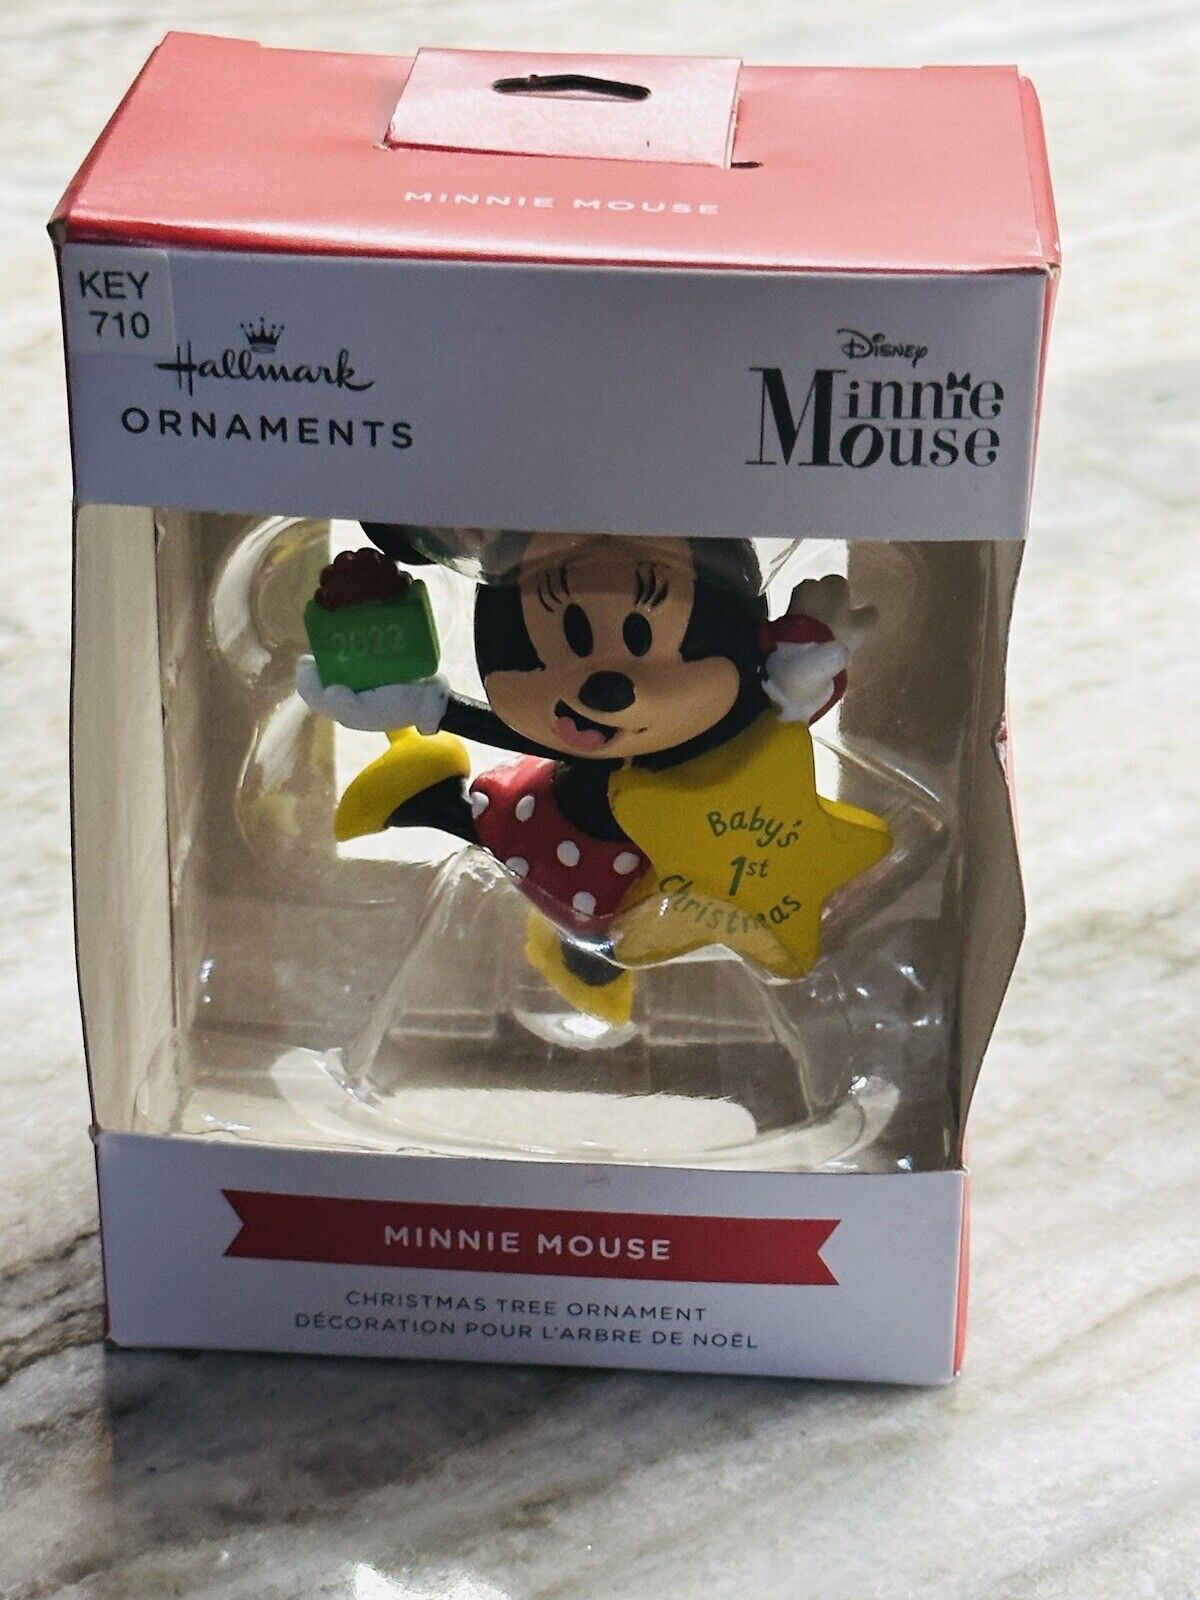 MINNIE MOUSE
KEY
710
Hallmark
ORNAMENTS
Disney
Minnie
Mouse
2022
Baby's
1st
Christmas
MINNIE MOUSE
CHRISTMAS TREE ORNAMENT
DÉCORATION POUR L'ARBRE DE NOËL